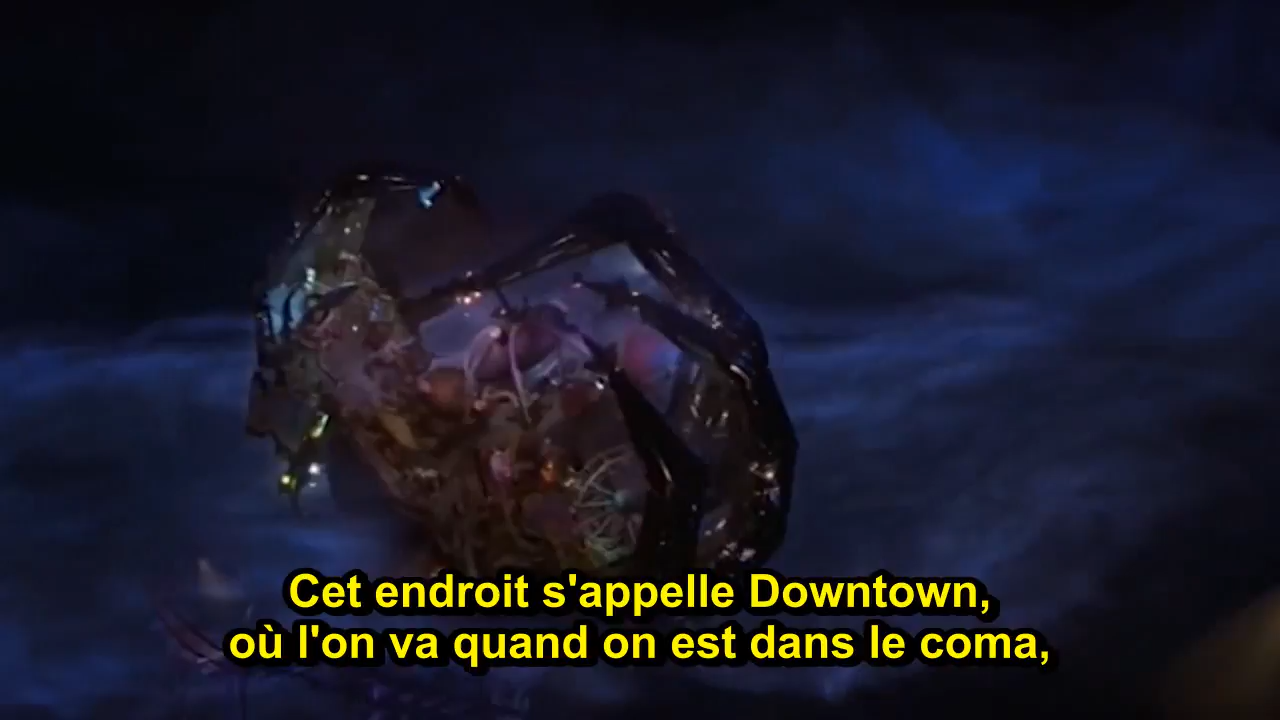 Cet endroit s'appelle Downtown,
où l'on va quand on est dans le coma,